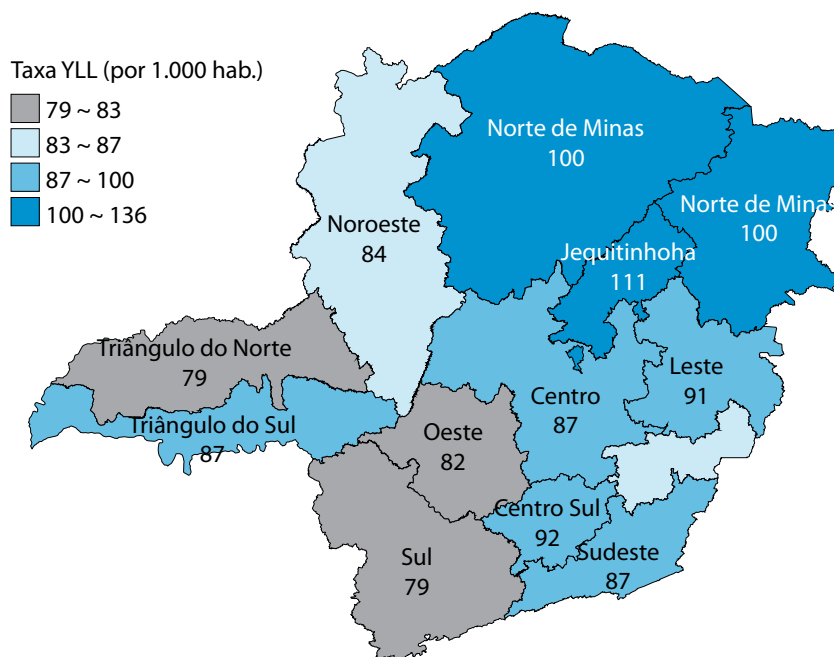 Taxa YLL (por 1.000 hab.)
79 ~ 83
83 ~ 87
87 ~ 100
100 ~ 136
Norte de Minas
100
Norte de Minas
100
Jequitinhoha
111
Noroeste
84
Triângulo do Norte
79
Triângulo do Sul
87
Oeste
82
Centro
87
Leste
91
Centro Sul
92
Sudeste
87
Sul
79